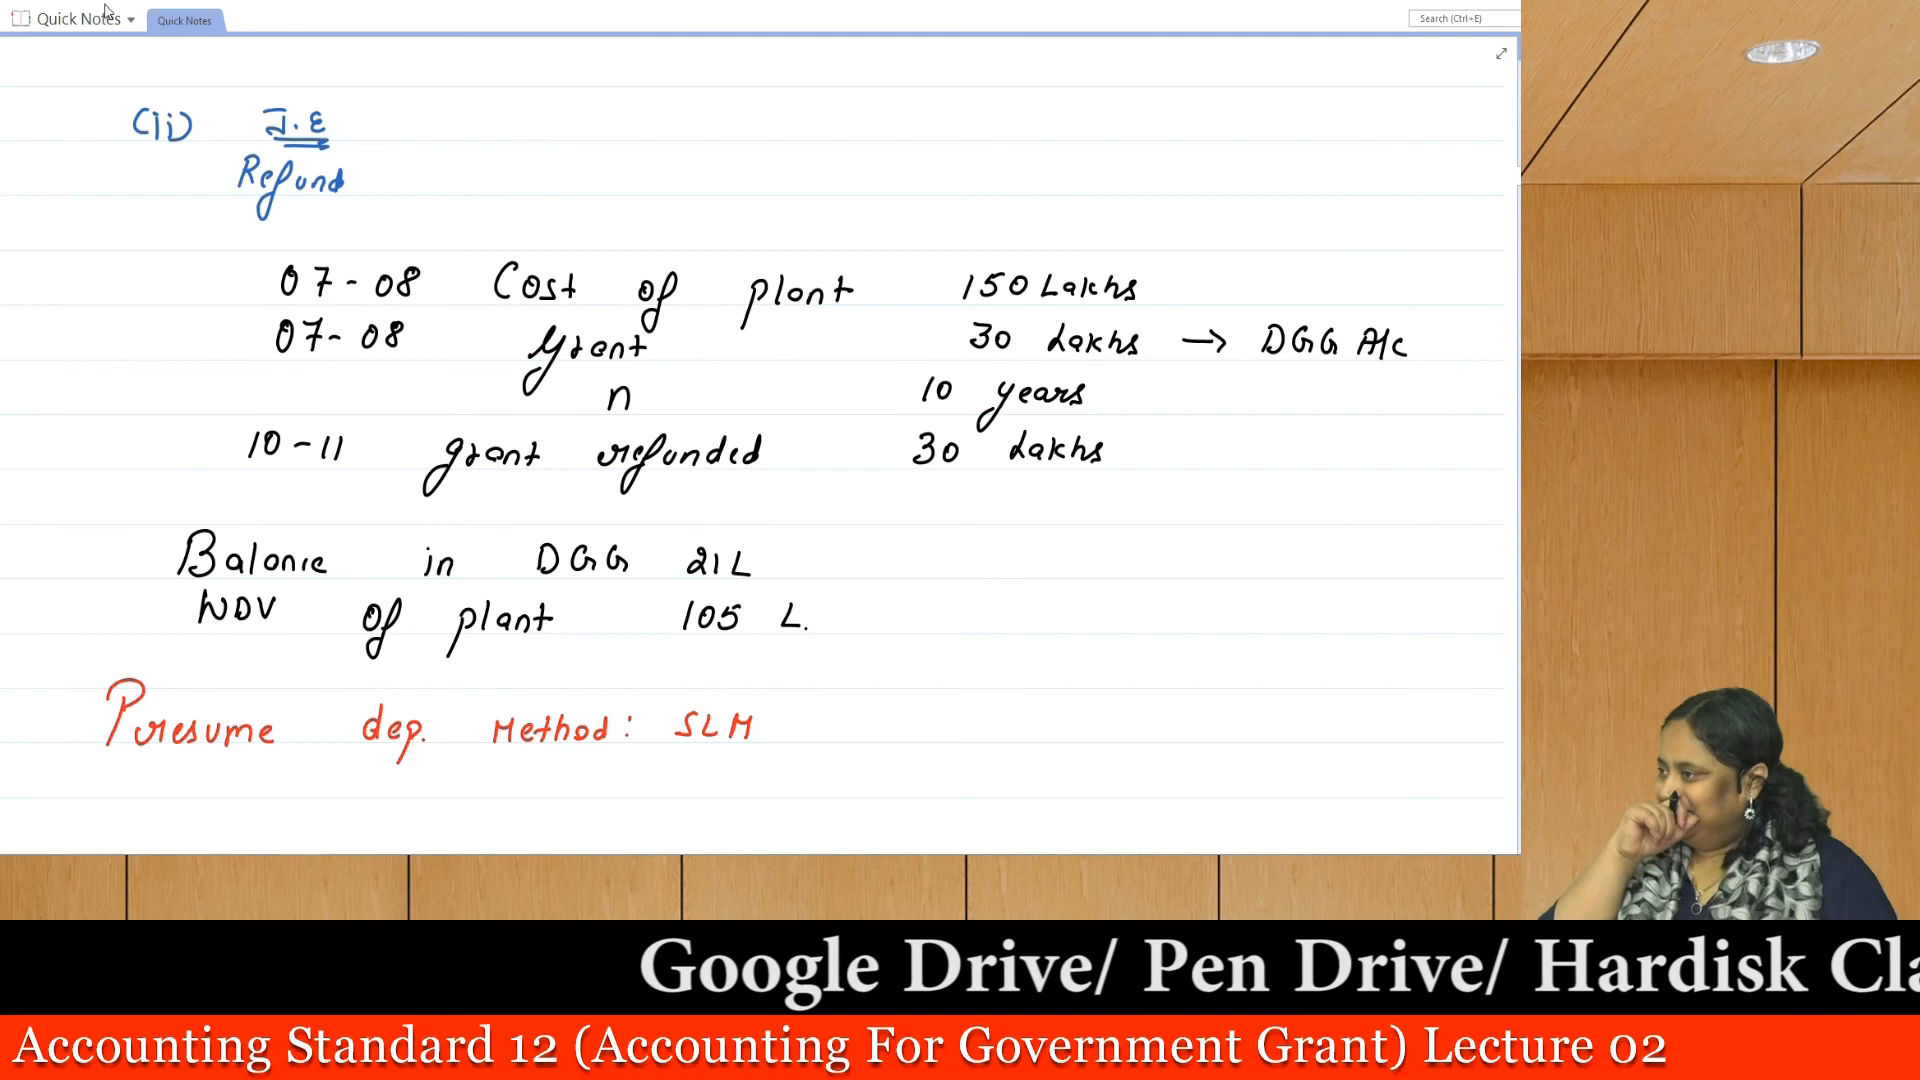 Quick Notes
Quick Notes
Search (Ctrl+E)
(ii) J.E
Refund
07-08 Cost of plant 150 Lakhs
07-08 Grant 30 Lakhs → DGG A/c
n 10 years
10-11 grant refunded 30 Lakhs
Balance in DGG 21 L
WDV of plant 105 L.
Presume dep. Method: SLM
Google Drive/ Pen Drive/ Hardisk Cla
Accounting Standard 12 (Accounting For Government Grant) Lecture 02